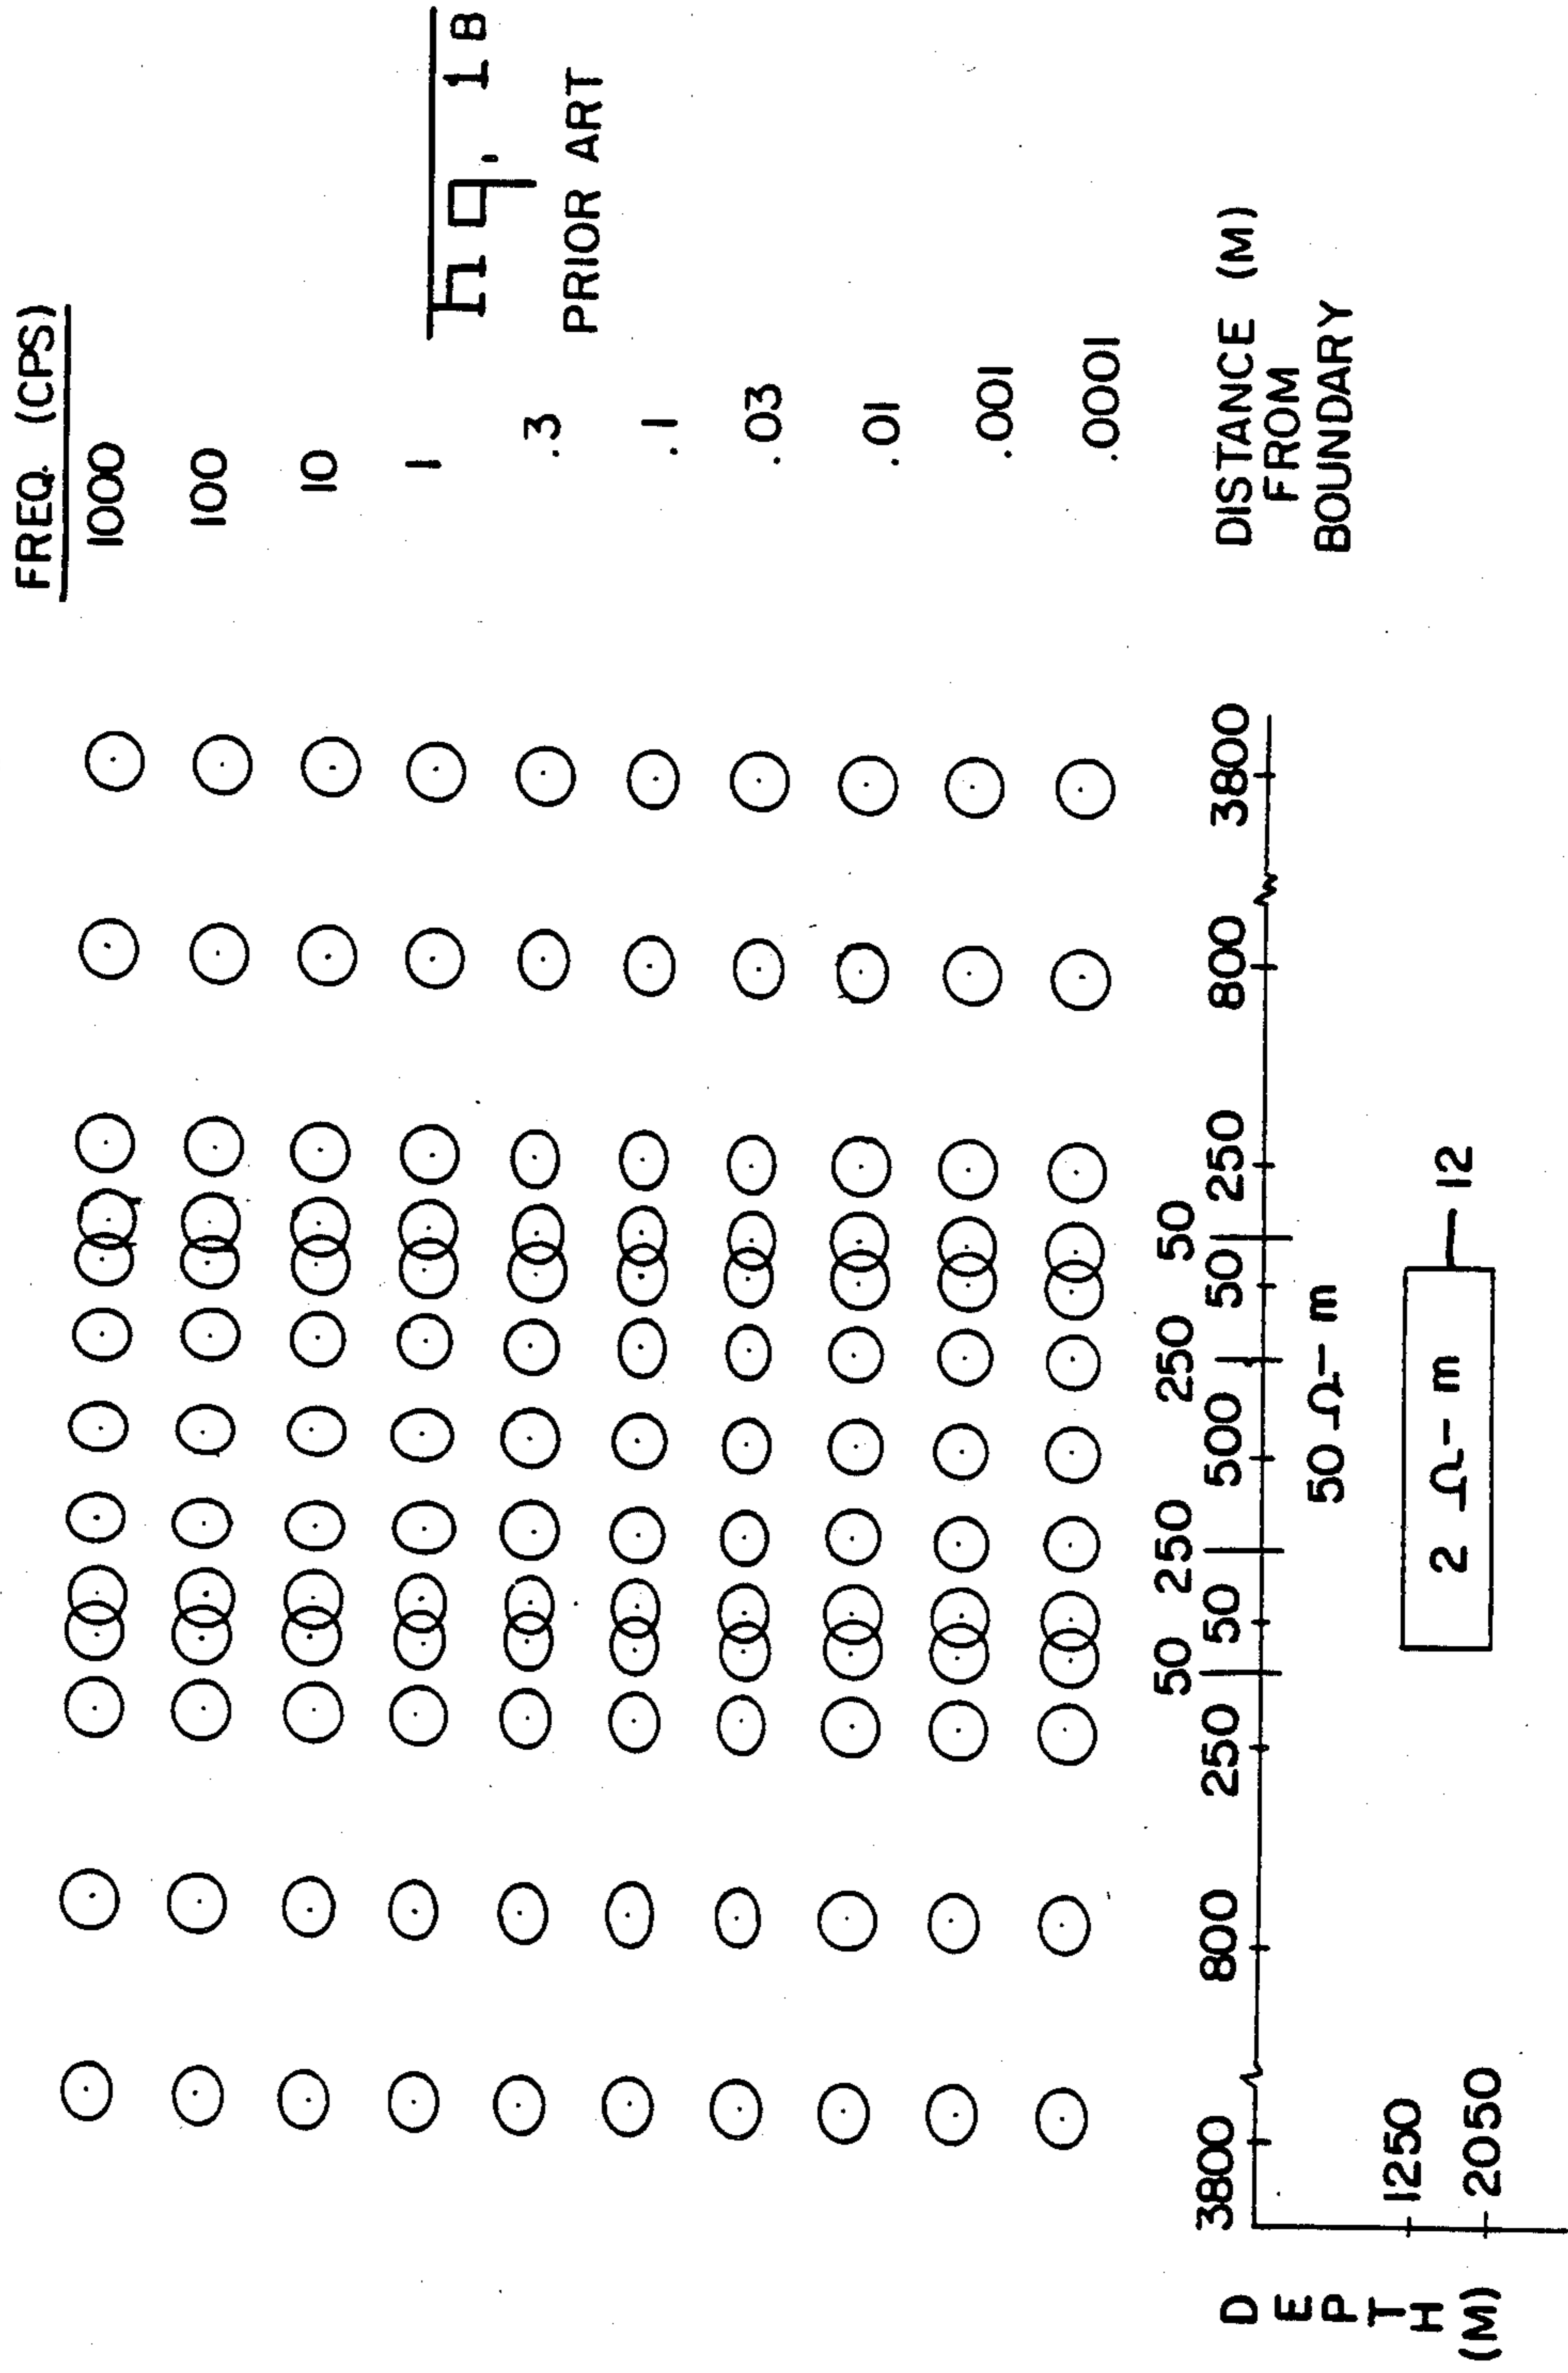 FREQ. (CPS)
1000
100
10
1
Fig. 1B
.3
PRIOR ART
.1
.03
.01
.001
.0001
50 250 250 50
3800 800 250 50 500 50 250 800 3800 DISTANCE (M)
FROM
BOUNDARY
50 Ω-m
DEPTH
(M)
1250
2 Ω-m 12
2050